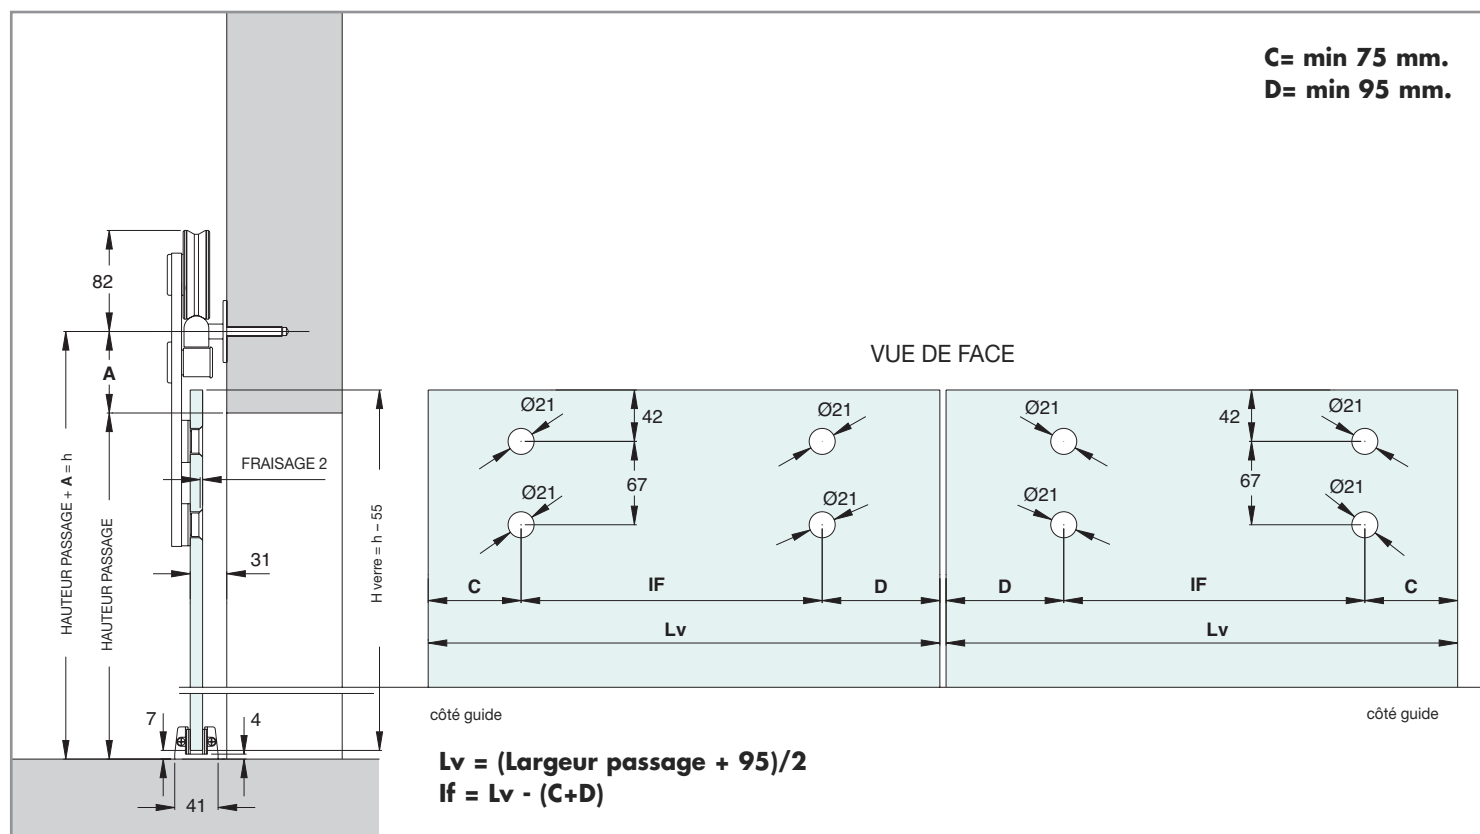 C= min 75 mm.
D= min 95 mm.
82
A
HAUTEUR PASSAGE + A = h
HAUTEUR PASSAGE
FRAISAGE 2
31
H verre = h – 55
7
4
41
VUE DE FACE
Ø21
42
Ø21
Ø21
42
Ø21
67
67
Ø21
Ø21
Ø21
Ø21
C
IF
D
D
IF
C
Lv
Lv
côté guide
côté guide
Lv = (Largeur passage + 95)/2
If = Lv - (C+D)